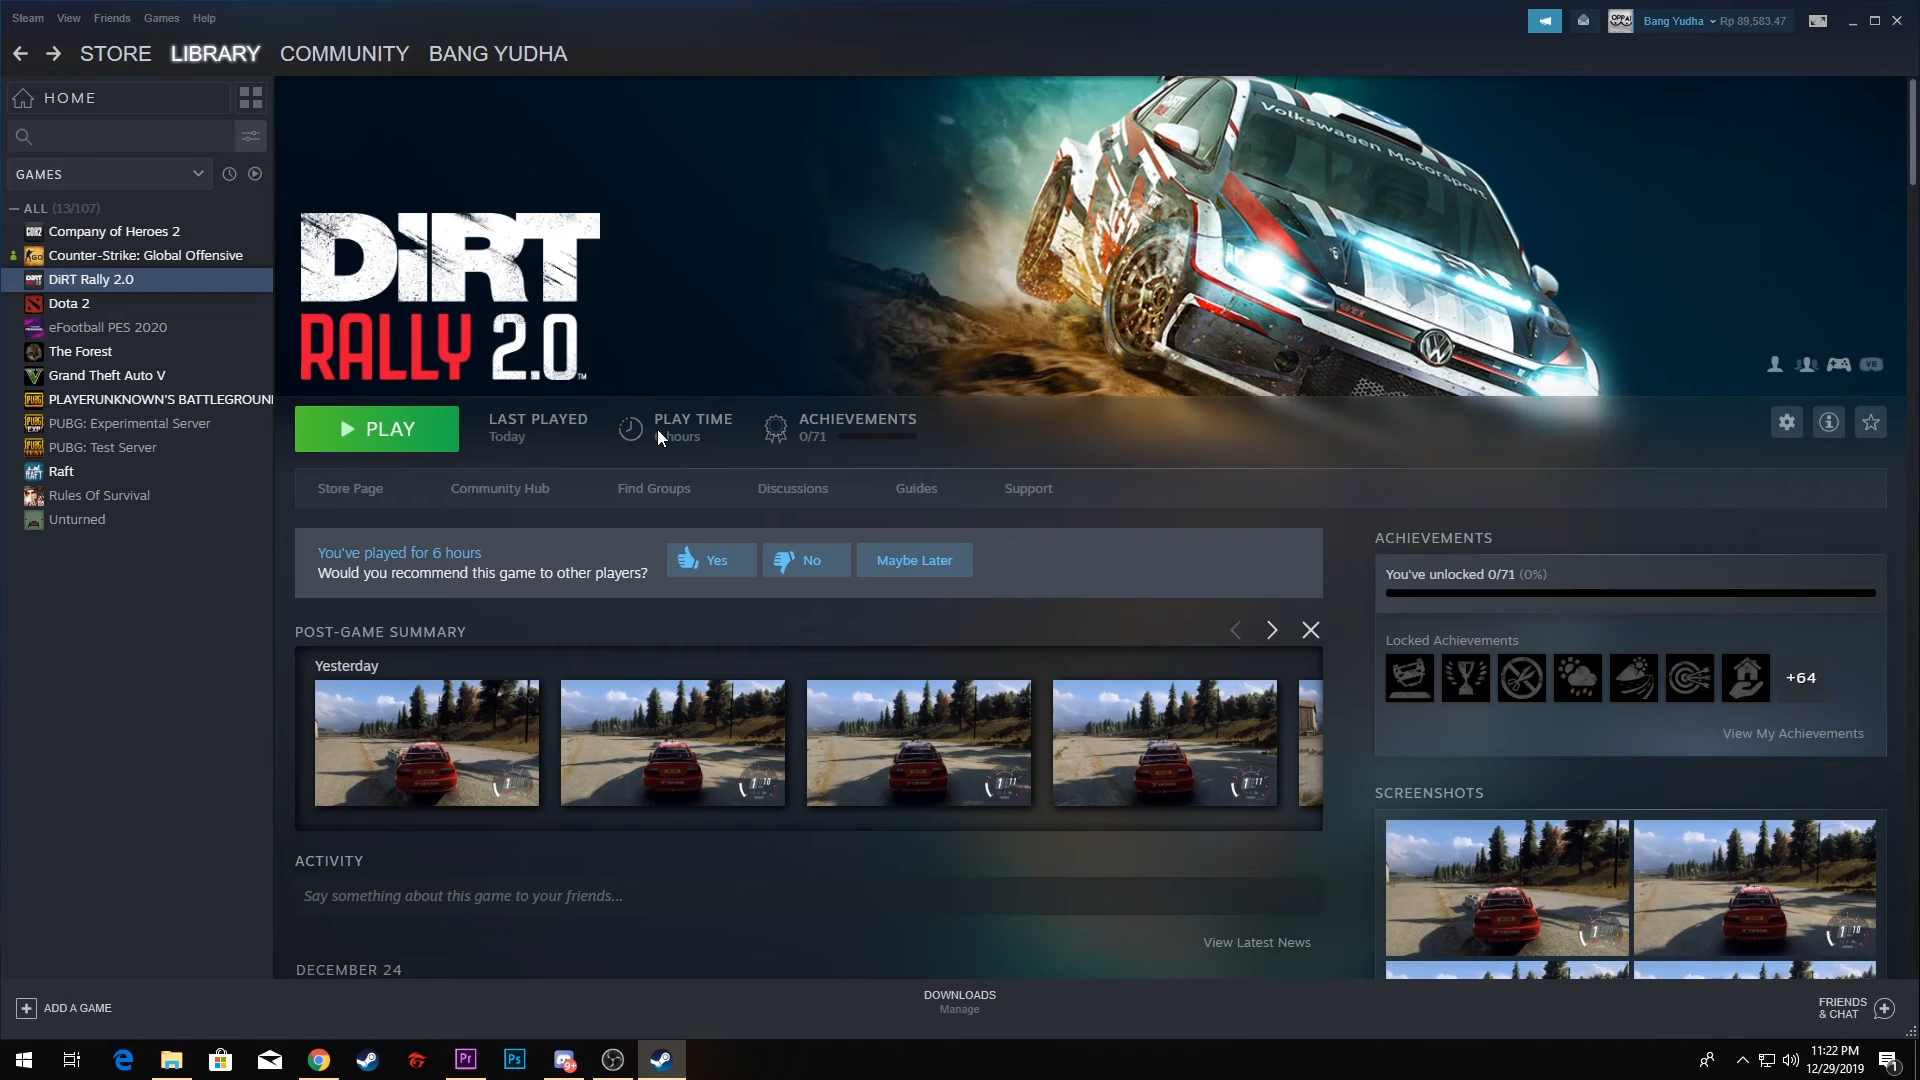 Steam View Friends Games Help
Bang Yudha Rp 89,583.47
STORE LIBRARY COMMUNITY BANG YUDHA
HOME
GAMES
ALL (13/107)
Company of Heroes 2
Counter-Strike: Global Offensive
DiRT Rally 2.0
Dota 2
eFootball PES 2020
The Forest
Grand Theft Auto V
PLAYERUNKNOWN'S BATTLEGROUN
PUBG: Experimental Server
PUBG: Test Server
Raft
Rules Of Survival
Unturned
ADD A GAME
Volkswagen Motorsport
GTI
DiRT
RALLY 2.0
VR
PLAY
LAST PLAYED
Today
PLAY TIME
hours
ACHIEVEMENTS
0/71
Store Page Community Hub Find Groups Discussions Guides Support
You've played for 6 hours
Would you recommend this game to other players?
Yes No Maybe Later
POST-GAME SUMMARY
Yesterday
ACTIVITY
Say something about this game to your friends...
View Latest News
DECEMBER 24
ACHIEVEMENTS
You've unlocked 0/71 (0%)
Locked Achievements
+64
View My Achievements
SCREENSHOTS
DOWNLOADS
Manage
FRIENDS
& CHAT
Pr Ps 9+
11:22 PM
12/29/2019
1